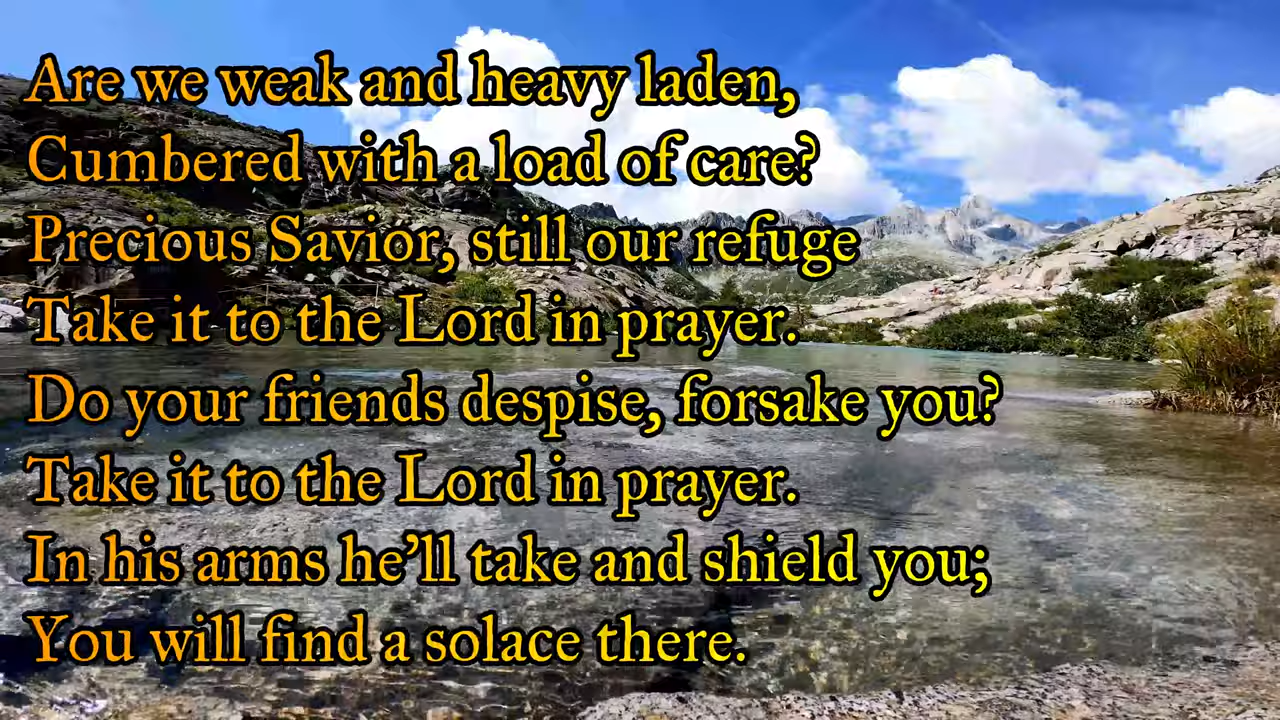 Are we weak and heavy laden,
Cumbered with a load of care?
Precious Savior, still our refuge
Take it to the Lord in prayer.
Do your friends despise, forsake you?
Take it to the Lord in prayer.
In his arms he’ll take and shield you;
You will find a solace there.